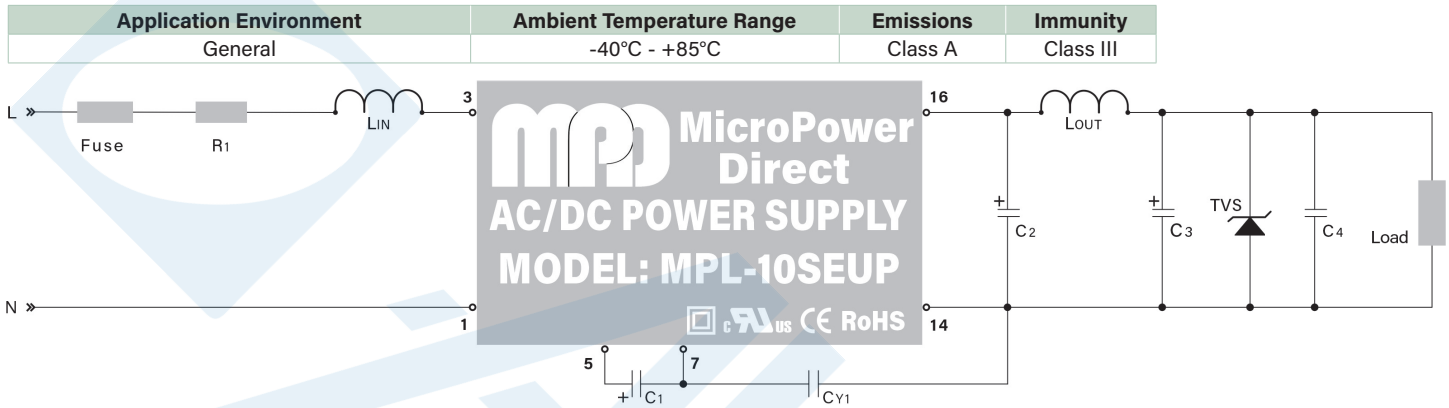 Application Environment Ambient Temperature Range Emissions Immunity
General -40°C - +85°C Class A Class III
L
Fuse
R1
LIN
3
MPD
MicroPower
Direct
AC/DC POWER SUPPLY
MODEL: MPL-10SEUP
c RU US CE RoHS
16
LOUT
+
C2
+
C3
TVS
C4
Load
N
1
14
5
7
+
C1
CY1